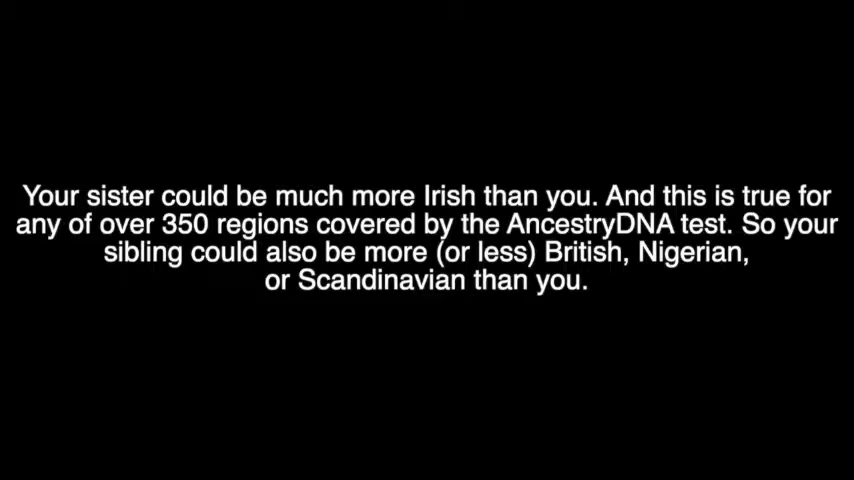 Your sister could be much more Irish than you. And this is true for
any of over 350 regions covered by the AncestryDNA test. So your
sibling could also be more (or less) British, Nigerian,
or Scandinavian than you.